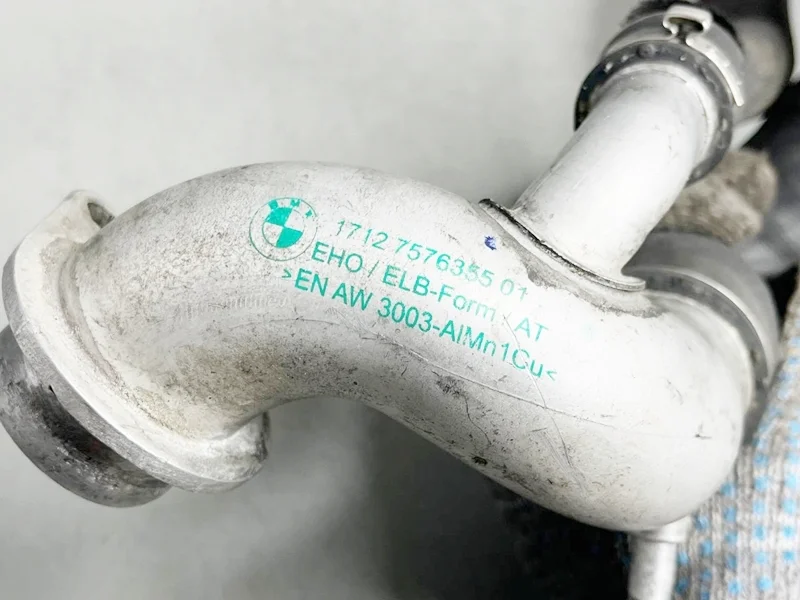 BMW
1712 7576355 01
EHO / ELB-Form AT
>EN AW 3003-AlMn1Cu<